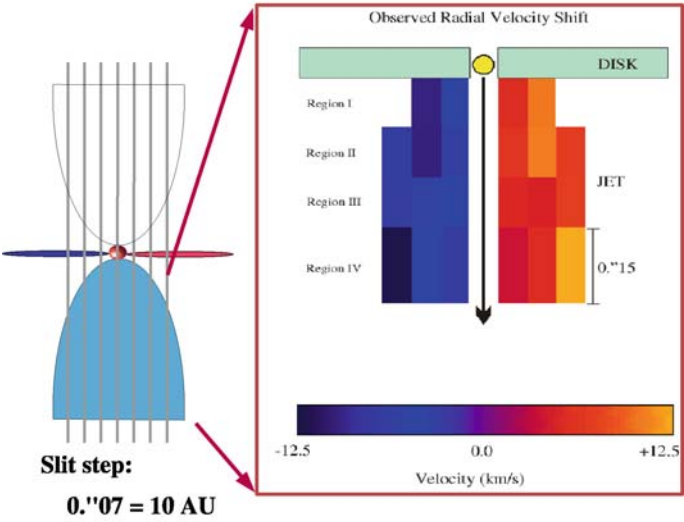 Observed Radial Velocity Shift
DISK
Region I
Region II
Region III
JET
Region IV
0."15
-12.5
0.0
+12.5
Velocity (km/s)
Slit step:
0."07 = 10 AU